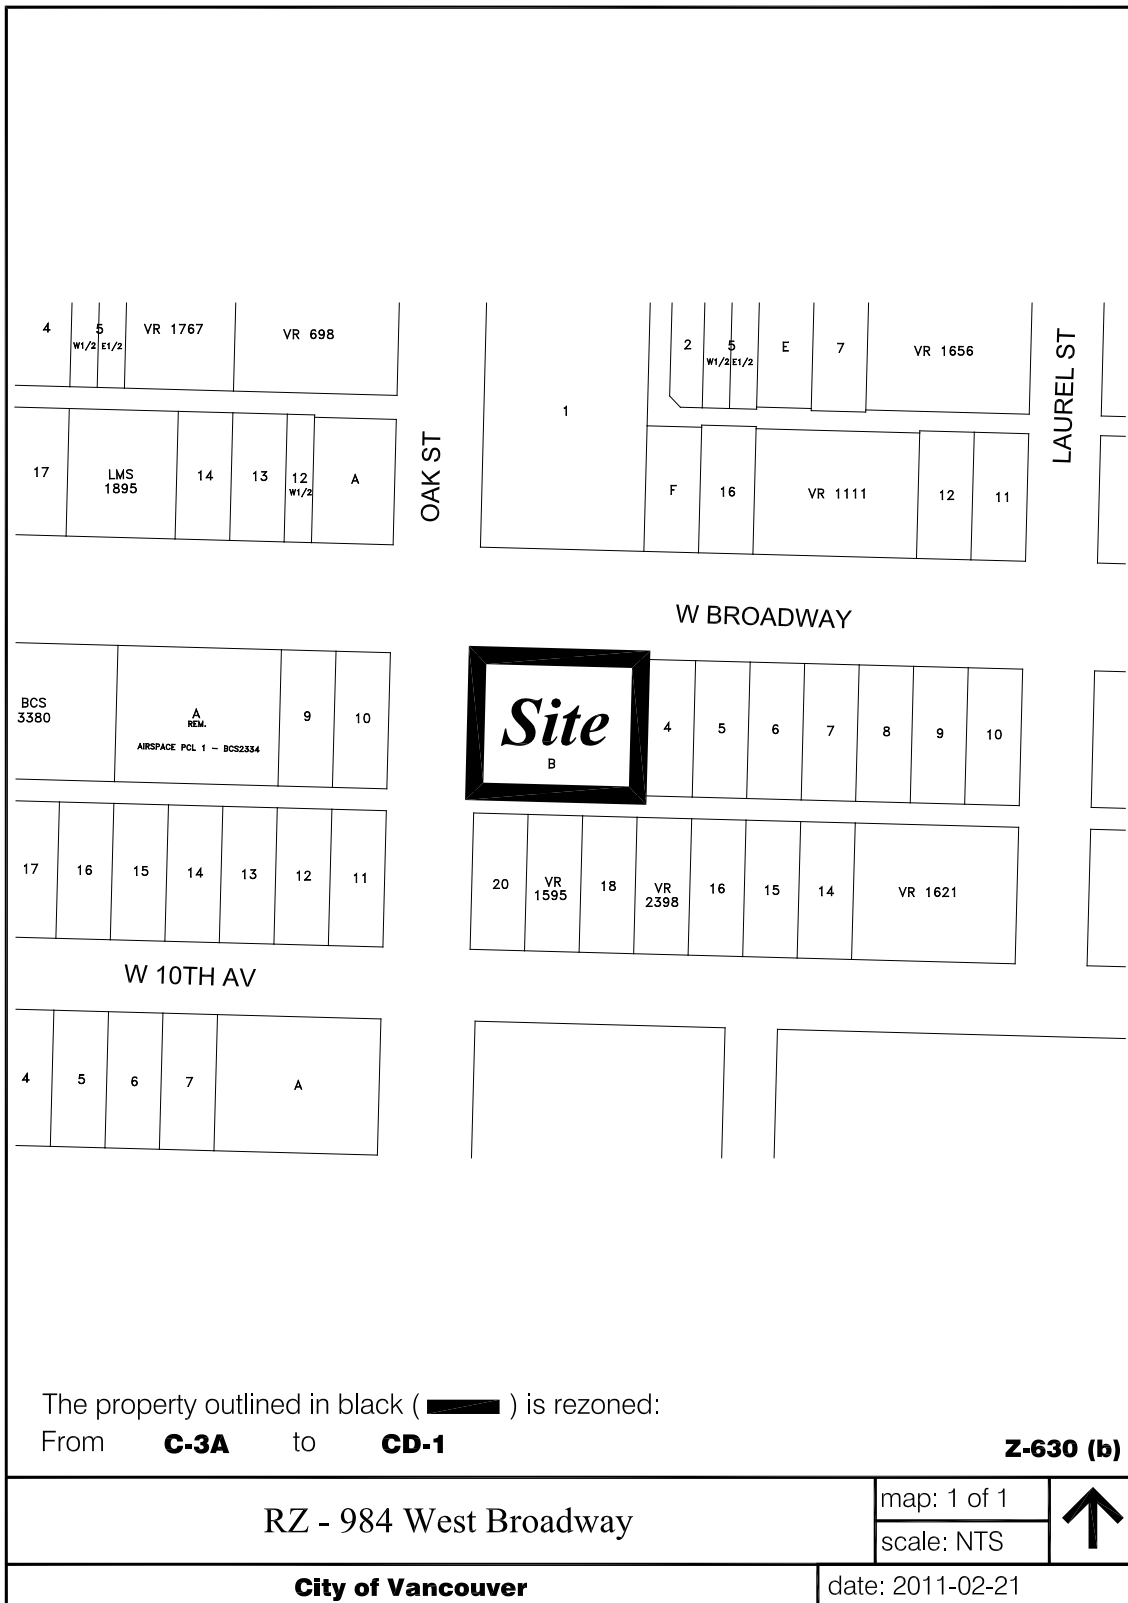 4
5
W1/2 E1/2
VR 1767
VR 698
2
5
W1/2 E1/2
E
7
VR 1656
LAUREL ST
1
17
LMS
1895
14
13
12
W1/2
A
OAK ST
F
16
VR 1111
12
11
W BROADWAY
BCS
3380
A
REM.
AIRSPACE PCL 1 - BCS2334
9
10
Site
B
4
5
6
7
8
9
10
17
16
15
14
13
12
11
20
VR
1595
18
VR
2398
16
15
14
VR 1621
W 10TH AV
4
5
6
7
A
The property outlined in black ( ) is rezoned:
From C-3A to CD-1
Z-630 (b)
RZ - 984 West Broadway
map: 1 of 1
scale: NTS
City of Vancouver
date: 2011-02-21